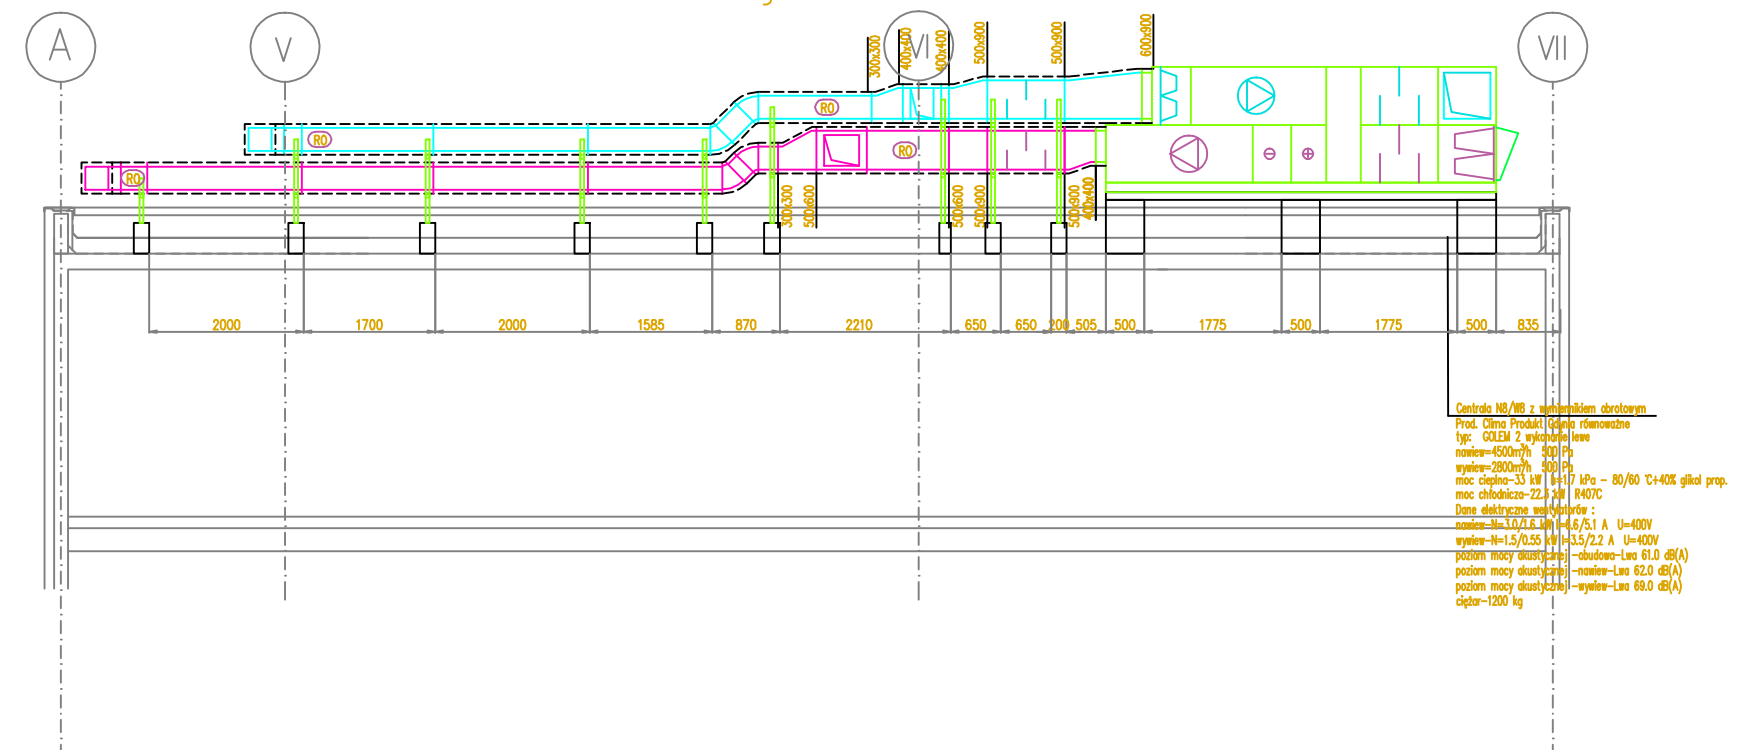 A
V
VI
VII
300x300
400x400
400x400
500x900
500x900
600x900
RO
RO
RO
RO
300x300
500x600
500x600
500x900
500x900
400x400
2000
1700
2000
1585
870
2210
650
650
200
505
500
1775
500
1775
500
835
Centrala N8/W8 z wymiennikiem obrotowym
Prod. Clima Produkt Gdynia równoważne
typ: GOLEM 2 wykonanie lewe
nawiew=4500m³/h 500 Pa
wywiew=2800m³/h 500 Pa
moc cieplna-33 kW kPa - 80/60 °C+40% glikol prop.
moc chłodnicza-22.5 kW R407C
Dane elektryczne wentylatorów :
nawiew-N=3.0/1.6 kW I=6.6/5.1 A U=400V
wywiew-N=1.5/0.55 kW I=3.5/2.2 A U=400V
poziom mocy akustycznej -obudowa-Lwa 61.0 dB(A)
poziom mocy akustycznej -nawiew-Lwa 62.0 dB(A)
poziom mocy akustycznej -wywiew-Lwa 69.0 dB(A)
ciężar-1200 kg